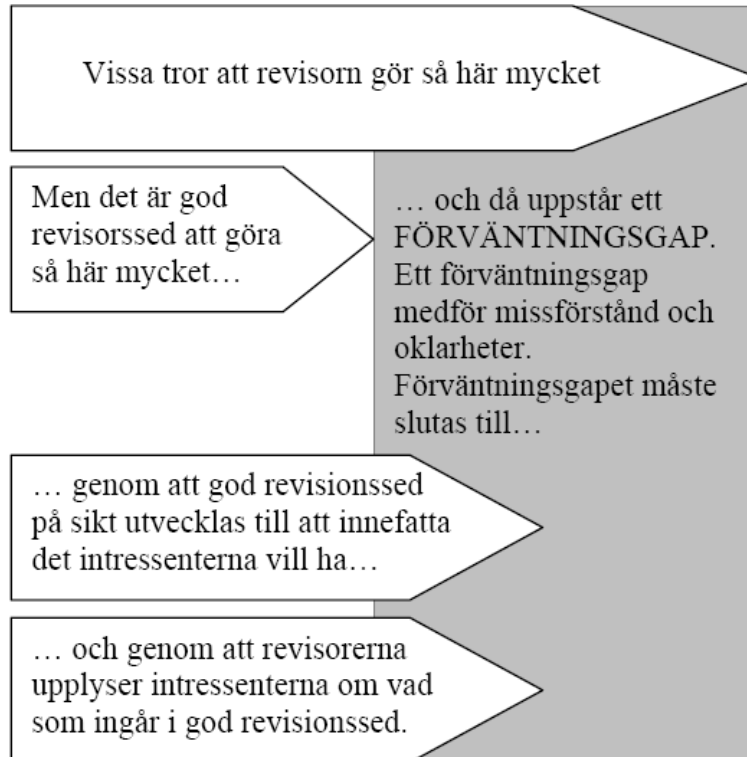 Vissa tror att revisorn gör så här mycket
Men det är god
revisorssed att göra
så här mycket…
… och då uppstår ett
FÖRVÄNTNINGSGAP.
Ett förväntningsgap
medför missförstånd och
oklarheter.
Förväntningsgapet måste
slutas till…
… genom att god revisionssed
på sikt utvecklas till att innefatta
det intressenterna vill ha…
… och genom att revisorerna
upplyser intressenterna om vad
som ingår i god revisionssed.